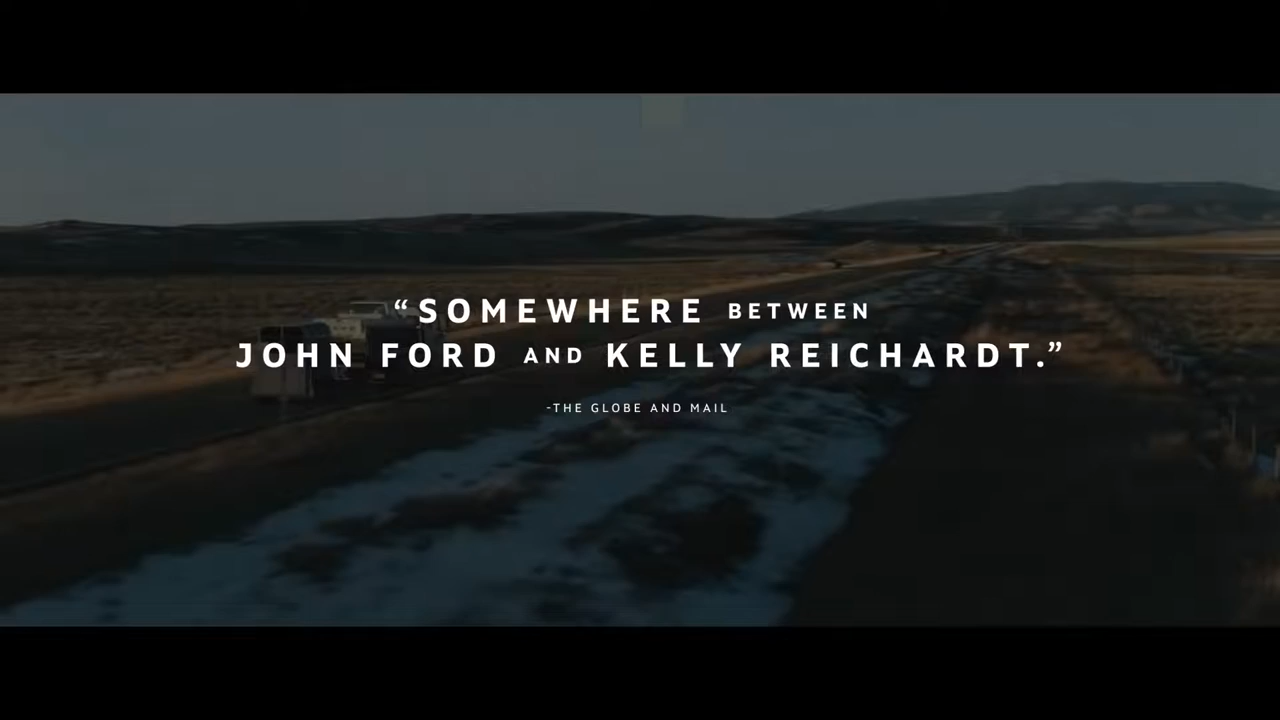 “SOMEWHERE BETWEEN
JOHN FORD AND KELLY REICHARDT.”
-THE GLOBE AND MAIL